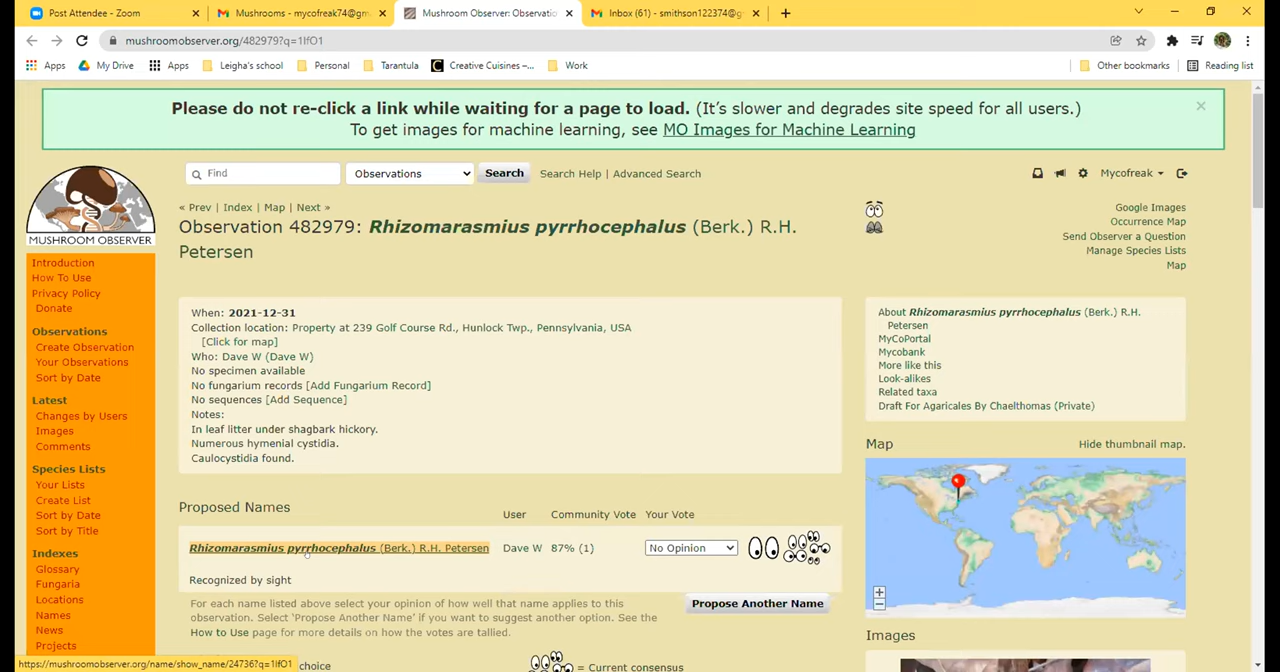 Post Attendee - Zoom
Mushrooms - mycofreak74@gm
Mushroom Observer: Observatio
Inbox (61) - smithson122374@g
mushroomobserver.org/482979?q=1IfO1
Apps
My Drive
Apps
Leigha's school
Personal
Tarantula
Creative Cuisines –...
Work
Other bookmarks
Reading list
Please do not re-click a link while waiting for a page to load. (It's slower and degrades site speed for all users.)
To get images for machine learning, see MO Images for Machine Learning
MUSHROOM OBSERVER
Find
Observations
Search
Search Help | Advanced Search
Mycofreak
« Prev | Index | Map | Next »
Observation 482979: Rhizomarasmius pyrrhocephalus (Berk.) R.H.
Petersen
Google Images
Occurrence Map
Send Observer a Question
Manage Species Lists
Map
Introduction
How To Use
Privacy Policy
Donate
Observations
Create Observation
Your Observations
Sort by Date
Latest
Changes by Users
Images
Comments
Species Lists
Your Lists
Create List
Sort by Date
Sort by Title
Indexes
Glossary
Fungaria
Locations
Names
News
Projects
When: 2021-12-31
Collection location: Property at 239 Golf Course Rd., Hunlock Twp., Pennsylvania, USA
[Click for map]
Who: Dave W (Dave W)
No specimen available
No fungarium records [Add Fungarium Record]
No sequences [Add Sequence]
Notes:
In leaf litter under shagbark hickory.
Numerous hymenial cystidia.
Caulocystidia found.
About Rhizomarasmius pyrrhocephalus (Berk.) R.H.
Petersen
MyCoPortal
Mycobank
More like this
Look-alikes
Related taxa
Draft For Agaricales By Chaelthomas (Private)
Map
Hide thumbnail map.
+
−
Images
Proposed Names
User
Community Vote
Your Vote
Rhizomarasmius pyrrhocephalus (Berk.) R.H. Petersen
Dave W
87% (1)
No Opinion
Recognized by sight
For each name listed above select your opinion of how well that name applies to this
observation. Select 'Propose Another Name' if you want to suggest another option. See the
How to Use page for more details on how the votes are tallied.
Propose Another Name
choice
= Current consensus
https://mushroomobserver.org/name/show_name/24736?q=1IfO1